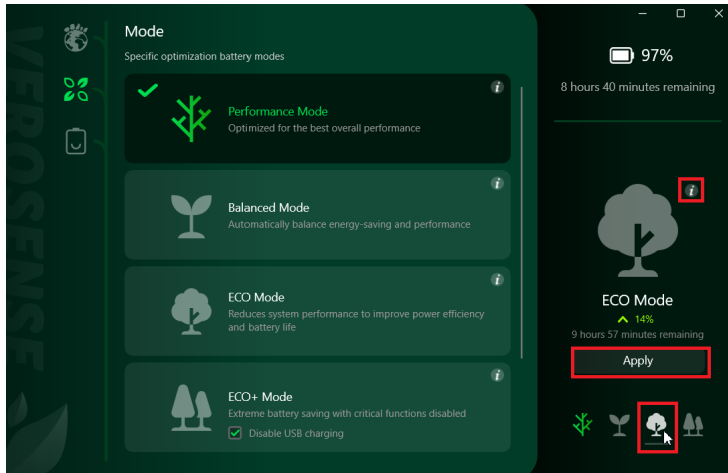 VEROSENSE
Mode
Specific optimization battery modes
Performance Mode
Optimized for the best overall performance
Balanced Mode
Automatically balance energy-saving and performance
ECO Mode
Reduces system performance to improve power efficiency
and battery life
ECO+ Mode
Extreme battery saving with critical functions disabled
Disable USB charging
97%
8 hours 40 minutes remaining
ECO Mode
14%
9 hours 57 minutes remaining
Apply